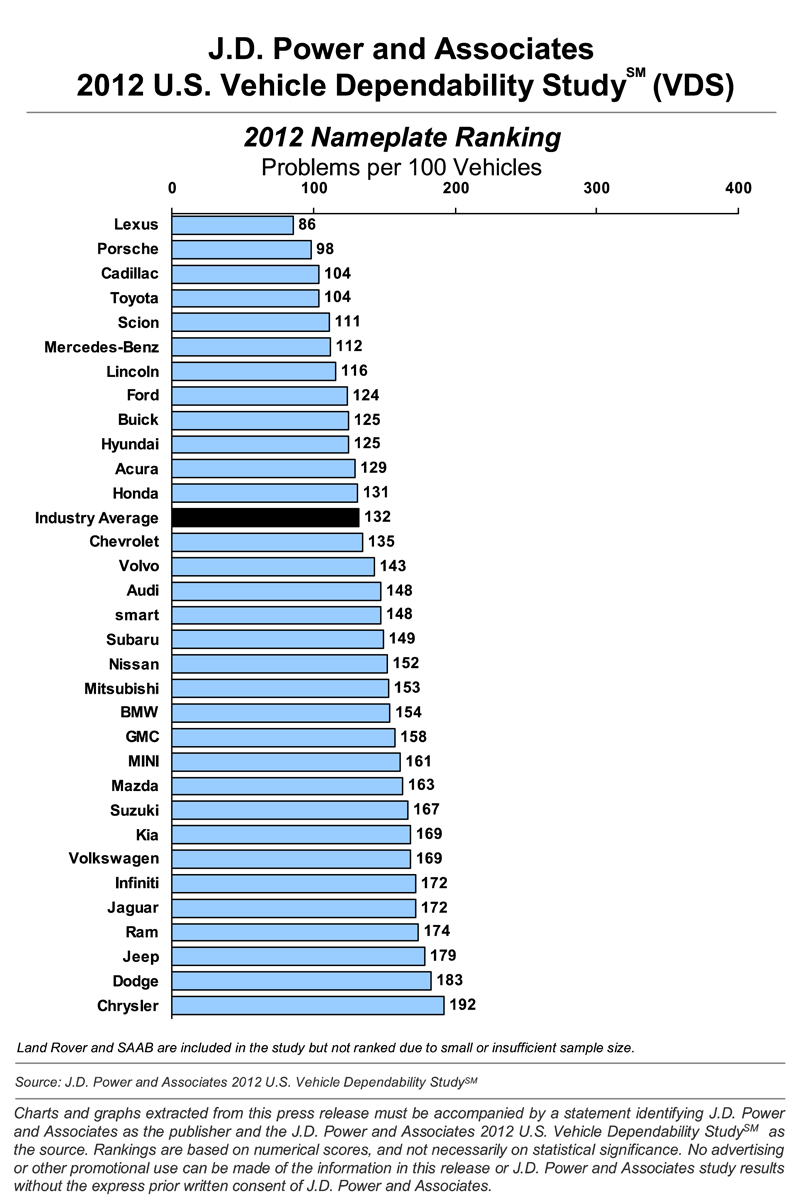 J.D. Power and Associates
2012 U.S. Vehicle Dependability StudySM (VDS)
2012 Nameplate Ranking
Problems per 100 Vehicles
0 100 200 300 400
Lexus 86
Porsche 98
Cadillac 104
Toyota 104
Scion 111
Mercedes-Benz 112
Lincoln 116
Ford 124
Buick 125
Hyundai 125
Acura 129
Honda 131
Industry Average 132
Chevrolet 135
Volvo 143
Audi 148
smart 148
Subaru 149
Nissan 152
Mitsubishi 153
BMW 154
GMC 158
MINI 161
Mazda 163
Suzuki 167
Kia 169
Volkswagen 169
Infiniti 172
Jaguar 172
Ram 174
Jeep 179
Dodge 183
Chrysler 192
Land Rover and SAAB are included in the study but not ranked due to small or insufficient sample size.
Source: J.D. Power and Associates 2012 U.S. Vehicle Dependability StudySM
Charts and graphs extracted from this press release must be accompanied by a statement identifying J.D. Power
and Associates as the publisher and the J.D. Power and Associates 2012 U.S. Vehicle Dependability StudySM as
the source. Rankings are based on numerical scores, and not necessarily on statistical significance. No advertising
or other promotional use can be made of the information in this release or J.D. Power and Associates study results
without the express prior written consent of J.D. Power and Associates.